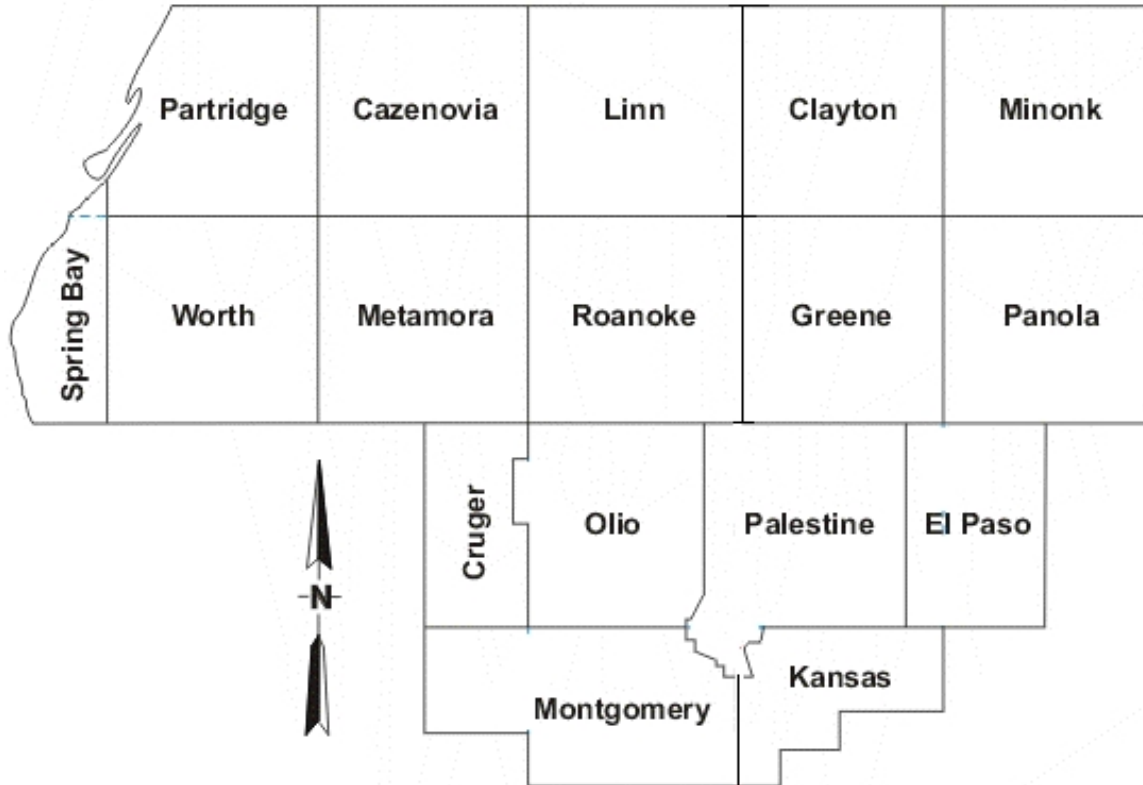 Partridge
Cazenovia
Linn
Clayton
Minonk
Spring Bay
Worth
Metamora
Roanoke
Greene
Panola
Cruger
Olio
Palestine
El Paso
N
Kansas
Montgomery